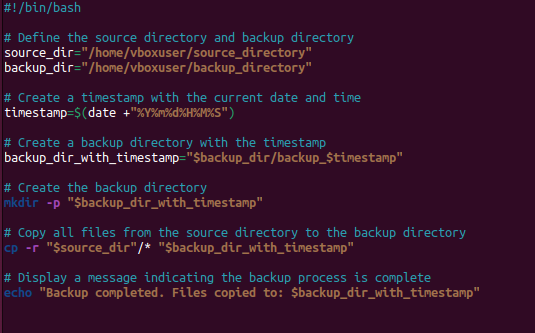 #!/bin/bash
# Define the source directory and backup directory
source_dir="/home/vboxuser/source_directory"
backup_dir="/home/vboxuser/backup_directory"
# Create a timestamp with the current date and time
timestamp=$(date +"%Y%m%d%H%M%S")
# Create a backup directory with the timestamp
backup_dir_with_timestamp="$backup_dir/backup_$timestamp"
# Create the backup directory
mkdir -p "$backup_dir_with_timestamp"
# Copy all files from the source directory to the backup directory
cp -r "$source_dir"/* "$backup_dir_with_timestamp"
# Display a message indicating the backup process is complete
echo "Backup completed. Files copied to: $backup_dir_with_timestamp"